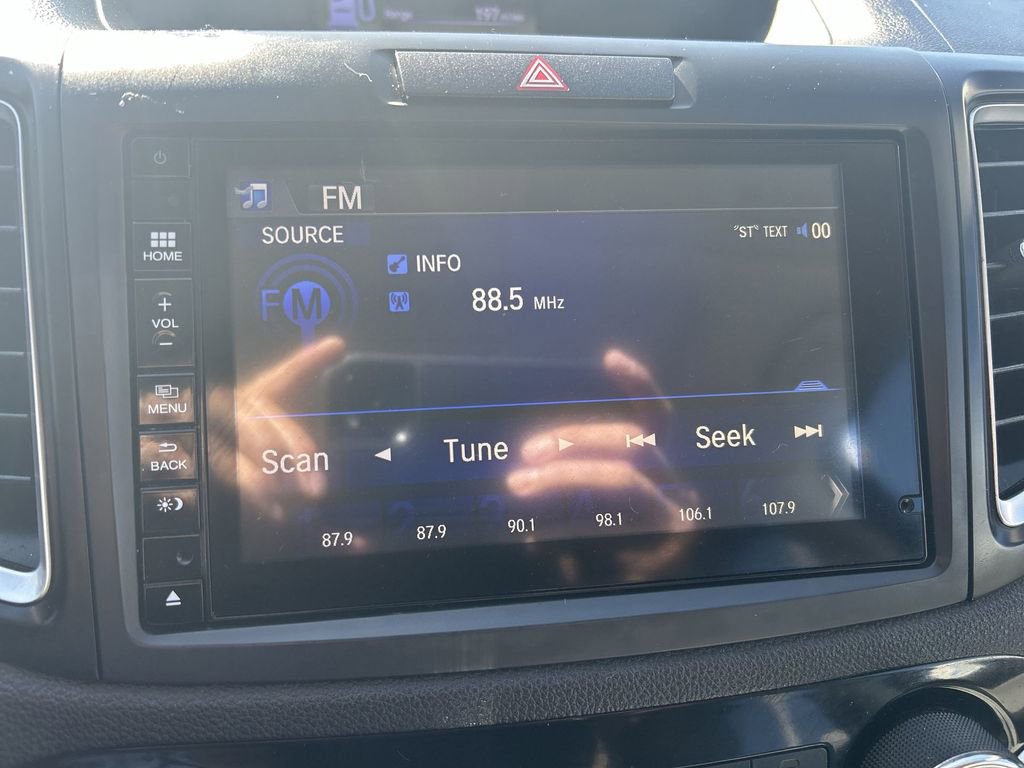 Range
FM
SOURCE
"ST" TEXT 00
INFO
FM
88.5 MHz
HOME
+
VOL
−
MENU
BACK
Scan Tune Seek
87.9 87.9 90.1 98.1 106.1 107.9